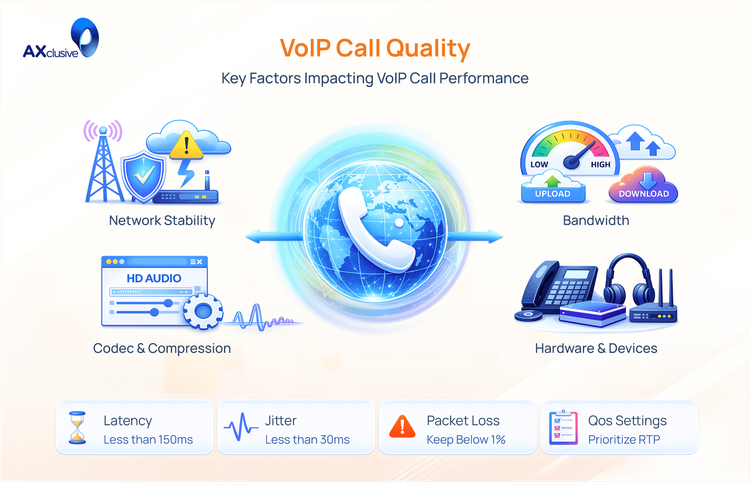 AXclusive
VoIP Call Quality
Key Factors Impacting VoIP Call Performance
LOW HIGH
UPLOAD DOWNLOAD
Network Stability
Bandwidth
HD AUDIO
Codec & Compression
Hardware & Devices
Latency
Less than 150ms
Jitter
Less than 30ms
Packet Loss
Keep Below 1%
Qos Settings
Prioritize RTP